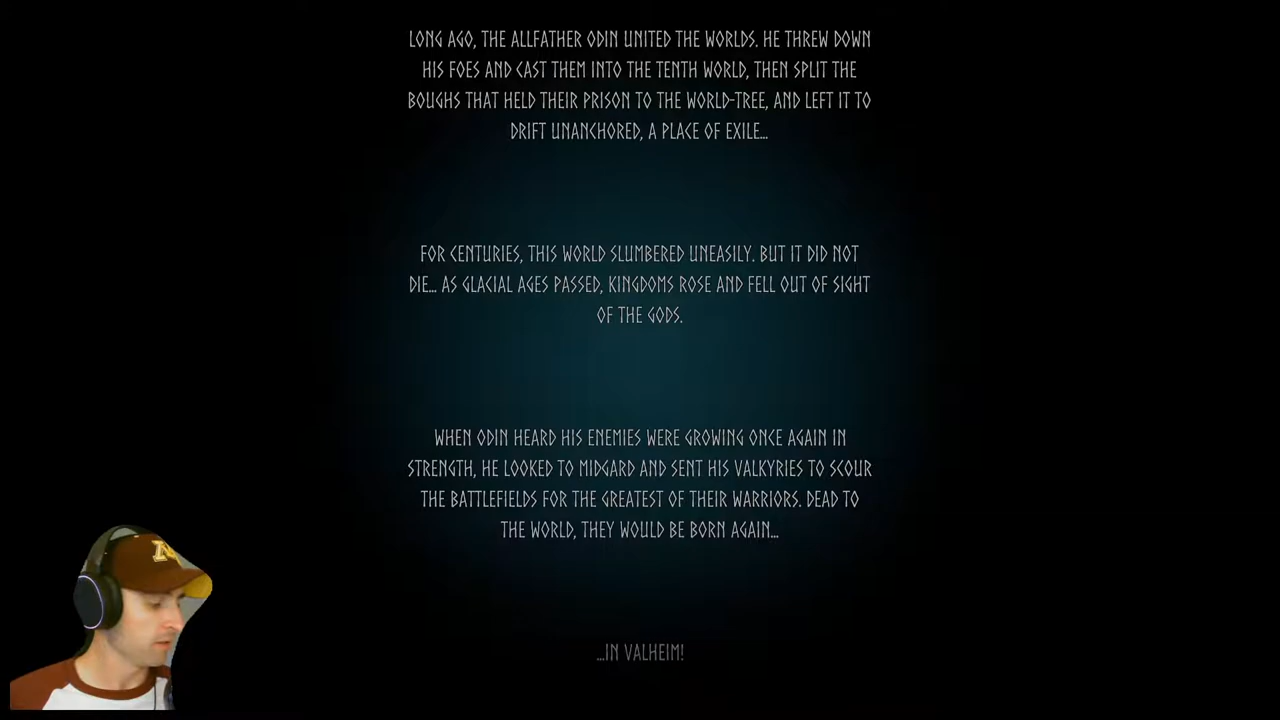 LONG AGO, THE ALLFATHER ODIN UNITED THE WORLDS. HE THREW DOWN
HIS FOES AND CAST THEM INTO THE TENTH WORLD, THEN SPLIT THE
BOUGHS THAT HELD THEIR PRISON TO THE WORLD-TREE, AND LEFT IT TO
DRIFT UNANCHORED, A PLACE OF EXILE...
FOR CENTURIES, THIS WORLD SLUMBERED UNEASILY. BUT IT DID NOT
DIE... AS GLACIAL AGES PASSED, KINGDOMS ROSE AND FELL OUT OF SIGHT
OF THE GODS.
WHEN ODIN HEARD HIS ENEMIES WERE GROWING ONCE AGAIN IN
STRENGTH, HE LOOKED TO MIDGARD AND SENT HIS VALKYRIES TO SCOUR
THE BATTLEFIELDS FOR THE GREATEST OF THEIR WARRIORS. DEAD TO
THE WORLD, THEY WOULD BE BORN AGAIN...
...IN VALHEIM!
M